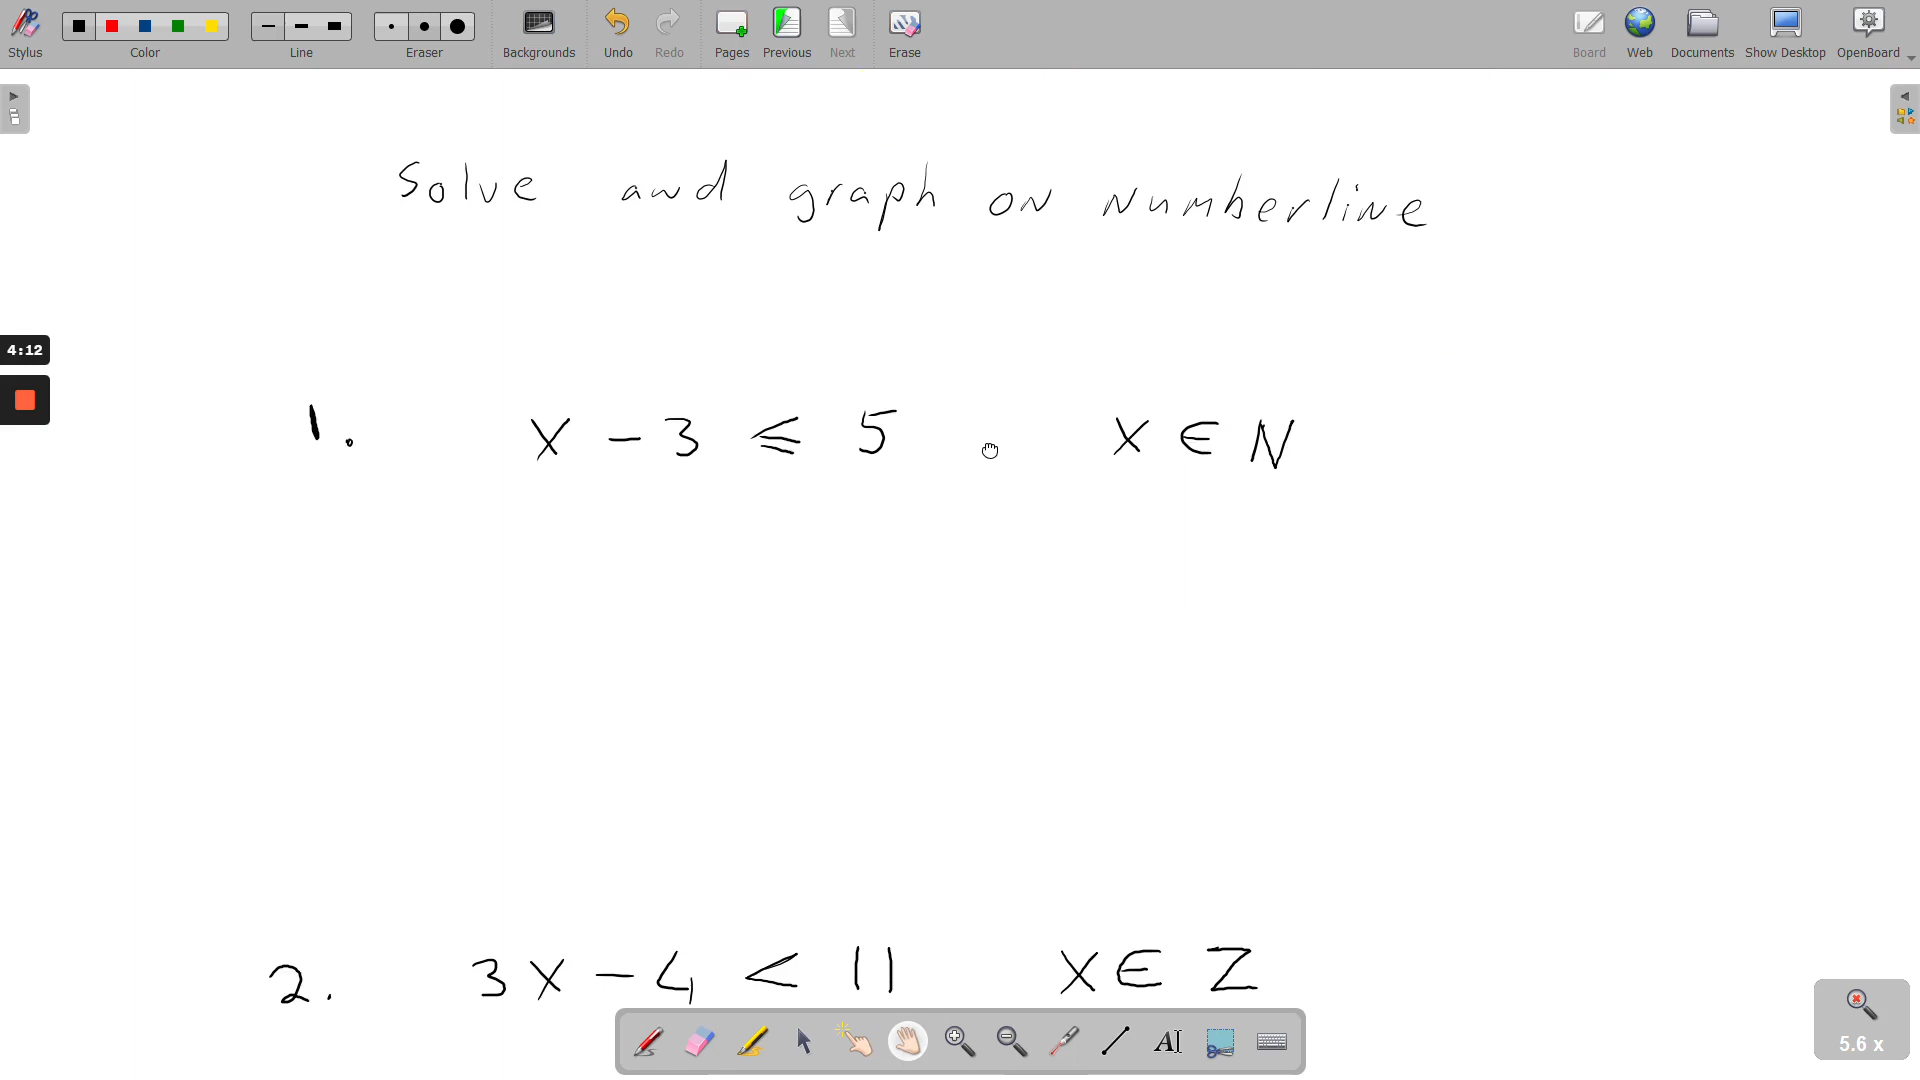 Stylus Color Line Eraser Backgrounds Undo Redo Pages Previous Next Erase Board Web Documents Show Desktop OpenBoard
Solve and graph on Numberline
4:12
1. x - 3 ⩽ 5 . x ∈ N
2. 3x - 4 < 11 x ∈ Z
AI
5.6 x